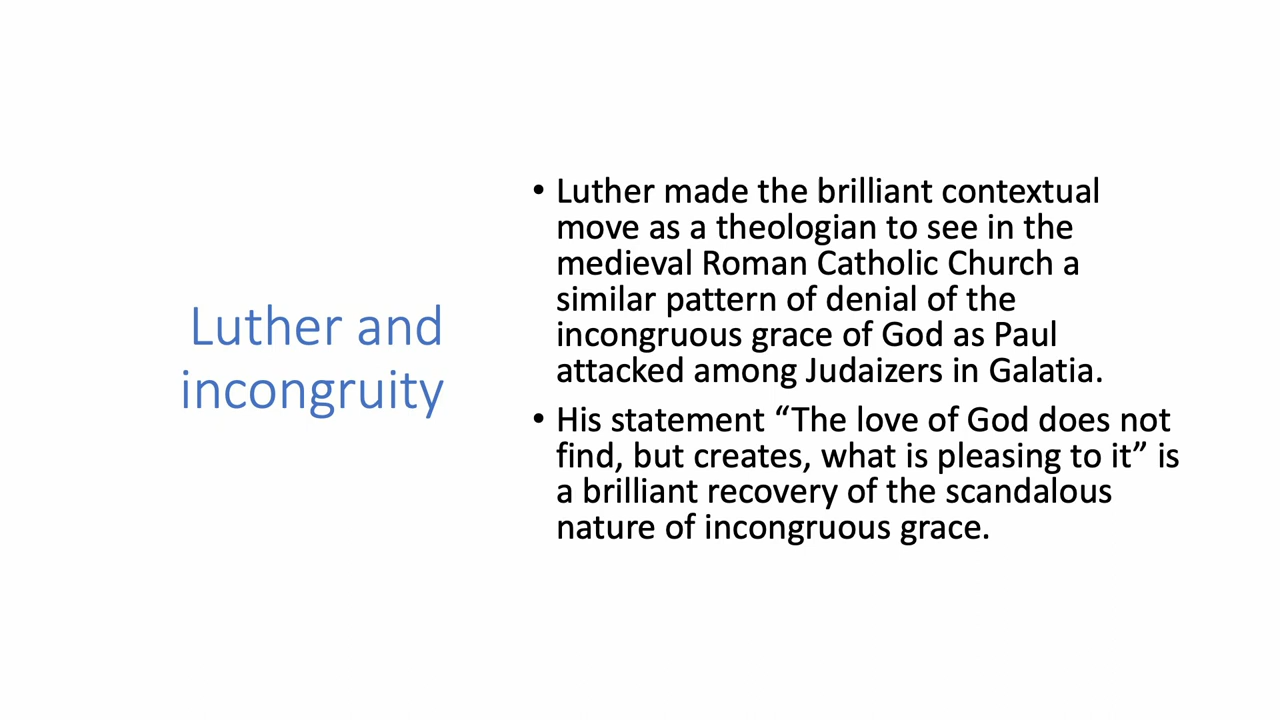 Luther and
incongruity
• Luther made the brilliant contextual
move as a theologian to see in the
medieval Roman Catholic Church a
similar pattern of denial of the
incongruous grace of God as Paul
attacked among Judaizers in Galatia.
• His statement “The love of God does not
find, but creates, what is pleasing to it” is
a brilliant recovery of the scandalous
nature of incongruous grace.